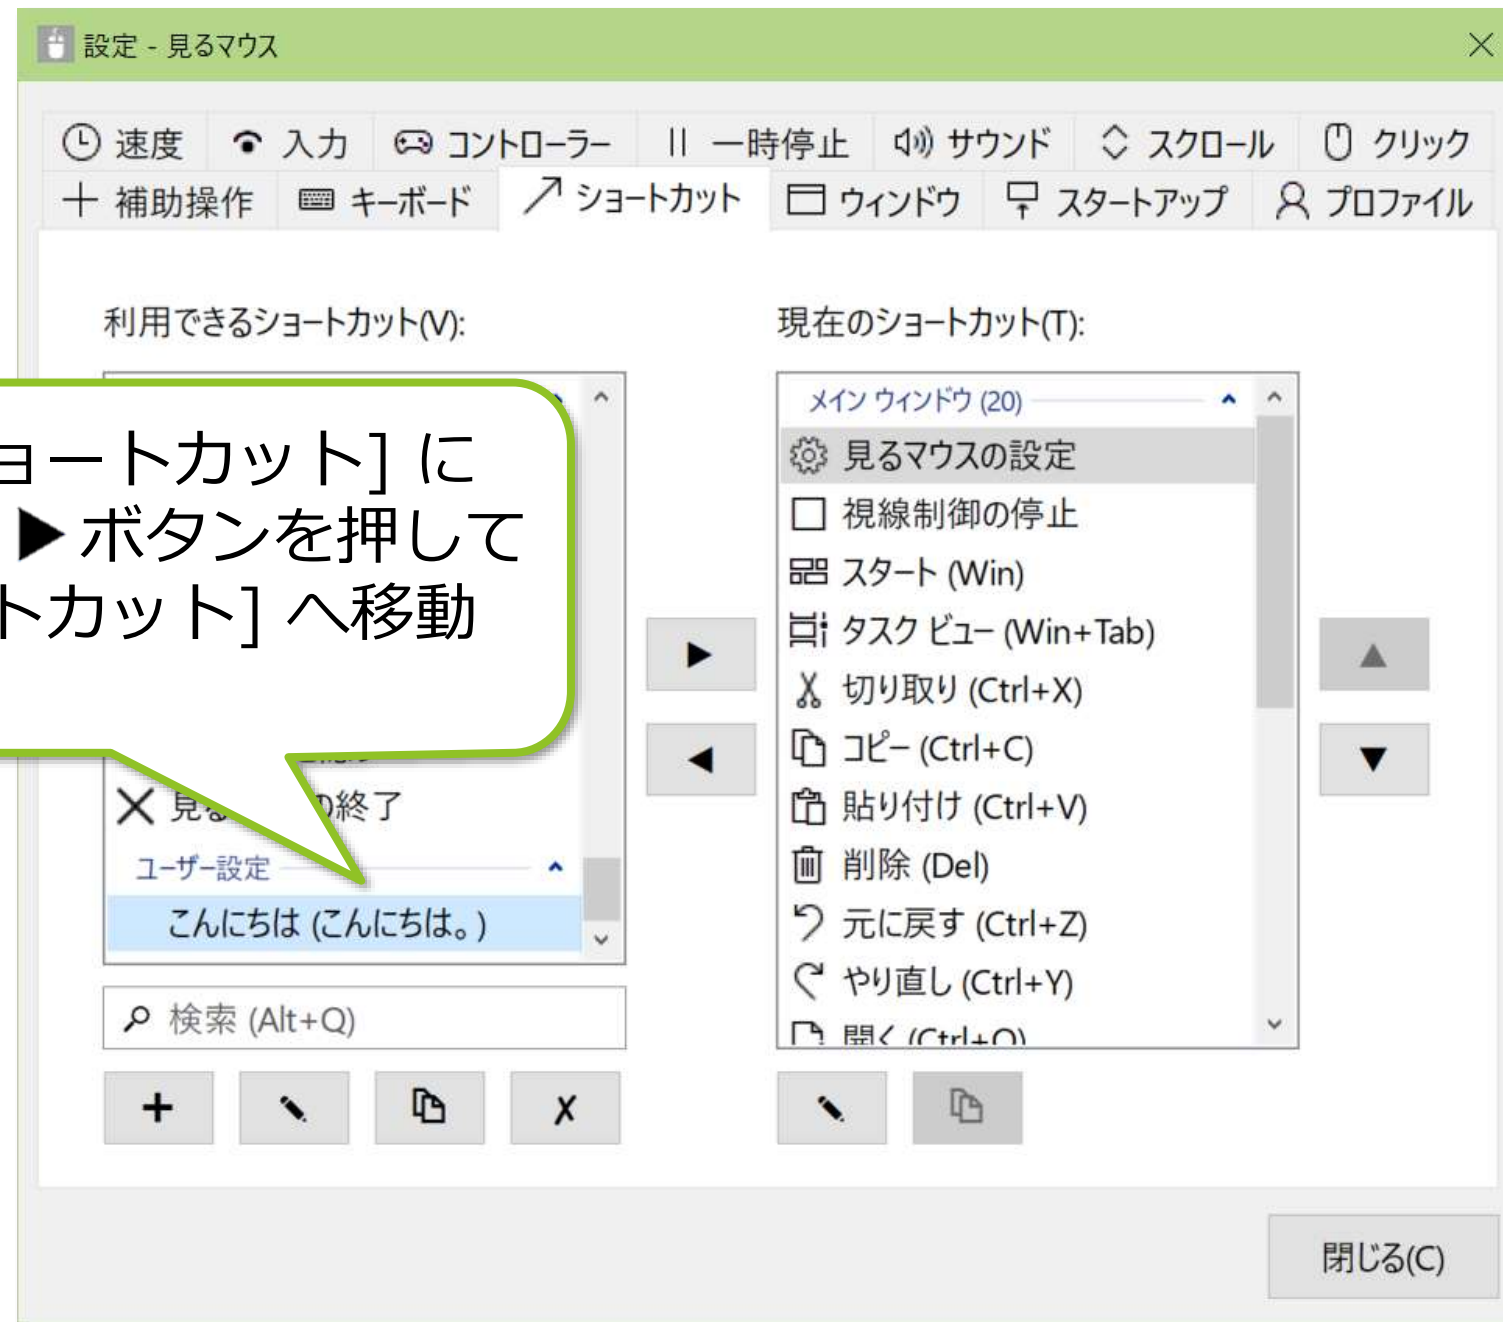 設定 - 見るマウス
速度 入力 コントローラー 一時停止 サウンド スクロール クリック
補助操作 キーボード ショートカット ウィンドウ スタートアップ プロファイル
利用できるショートカット(V):
ョートカット] に
▶ ボタンを押して
トカット] へ移動
の終了
ユーザー設定
こんにちは (こんにちは。)
検索 (Alt+Q)
現在のショートカット(T):
メイン ウィンドウ (20)
見るマウスの設定
視線制御の停止
スタート (Win)
タスク ビュー (Win+Tab)
切り取り (Ctrl+X)
コピー (Ctrl+C)
貼り付け (Ctrl+V)
削除 (Del)
元に戻す (Ctrl+Z)
やり直し (Ctrl+Y)
開く (Ctrl+O)
閉じる(C)